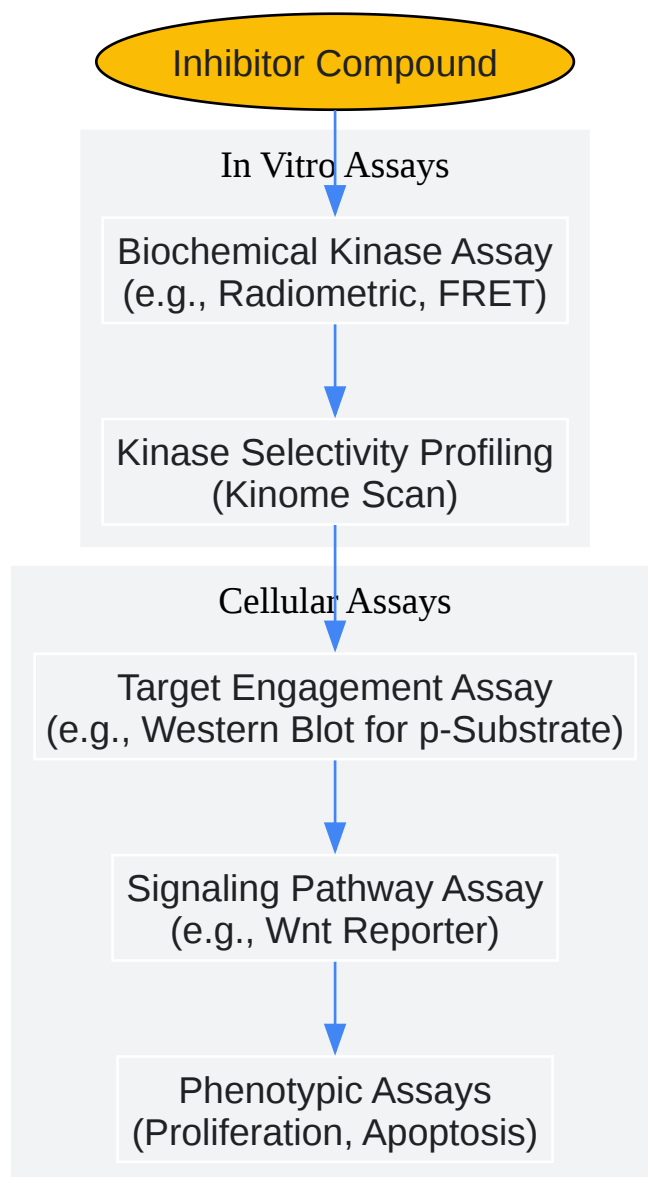 Inhibitor Compound
In Vitro Assays
Biochemical Kinase Assay
(e.g., Radiometric, FRET)
Kinase Selectivity Profiling
(Kinome Scan)
Cellular Assays
Target Engagement Assay
(e.g., Western Blot for p-Substrate)
Signaling Pathway Assay
(e.g., Wnt Reporter)
Phenotypic Assays
(Proliferation, Apoptosis)